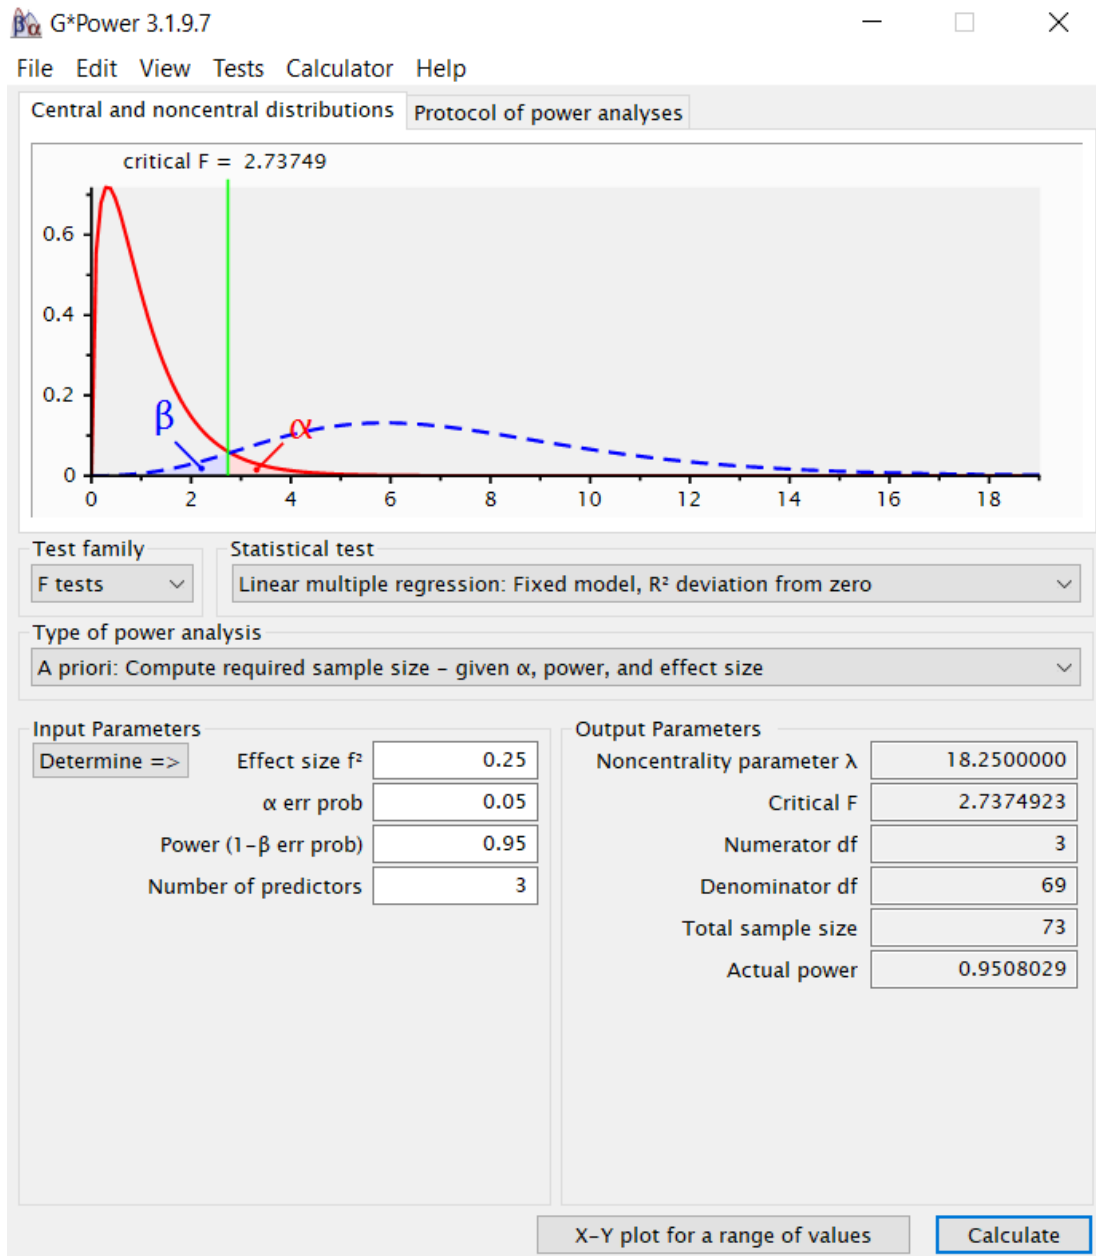 G*Power 3.1.9.7
File Edit View Tests Calculator Help
Central and noncentral distributions Protocol of power analyses
critical F = 2.73749
0.6
0.4
0.2
0
β α
0 2 4 6 8 10 12 14 16 18
Test family Statistical test
F tests Linear multiple regression: Fixed model, R² deviation from zero
Type of power analysis
A priori: Compute required sample size – given α, power, and effect size
Input Parameters Output Parameters
Determine => Effect size f² 0.25 Noncentrality parameter λ 18.2500000
α err prob 0.05 Critical F 2.7374923
Power (1-β err prob) 0.95 Numerator df 3
Number of predictors 3 Denominator df 69
Total sample size 73
Actual power 0.9508029
X-Y plot for a range of values Calculate